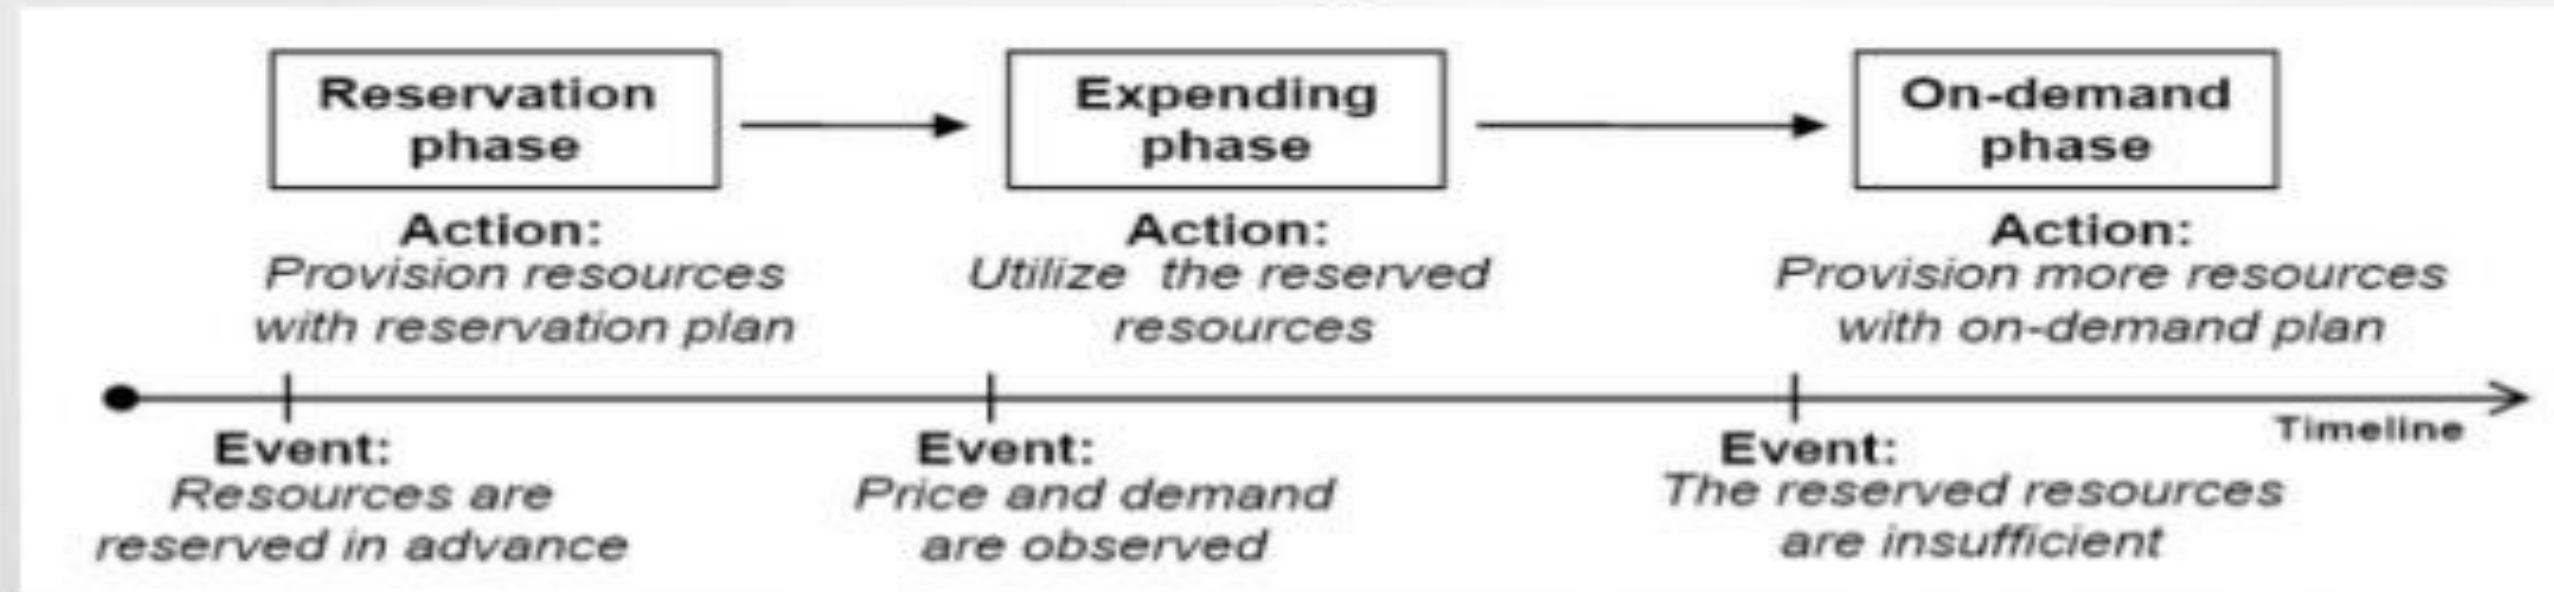 Reservation
phase
Expending
phase
On-demand
phase
Action:
Provision resources
with reservation plan
Action:
Utilize the reserved
resources
Action:
Provision more resources
with on-demand plan
Timeline
Event:
Resources are
reserved in advance
Event:
Price and demand
are observed
Event:
The reserved resources
are insufficient